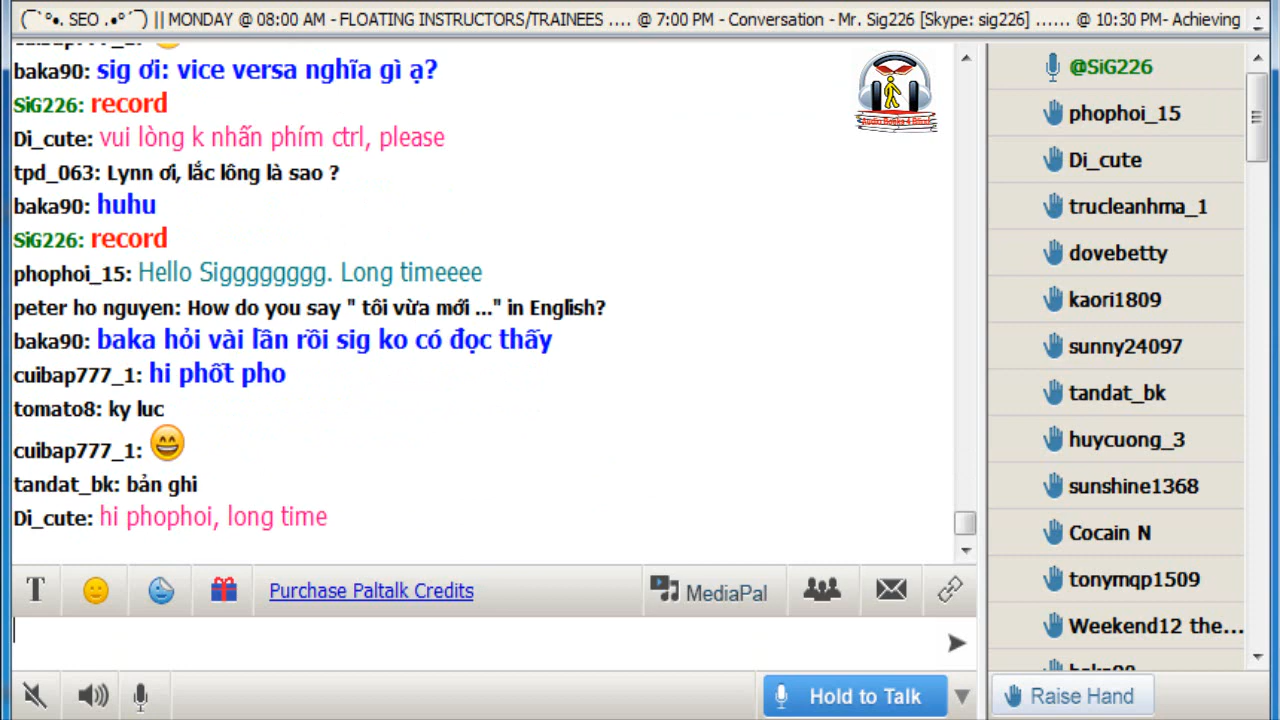 (¯`°•. SEO .•°´¯) || MONDAY @ 08:00 AM - FLOATING INSTRUCTORS/TRAINEES .... @ 7:00 PM - Conversation - Mr. Sig226 [Skype: sig226] ...... @ 10:30 PM- Achieving
baka90: sig ơi: vice versa nghĩa gì ạ?
SiG226: record
Di_cute: vui lòng k nhấn phím ctrl, please
tpd_063: Lynn ơi, lắc lông là sao ?
baka90: huhu
SiG226: record
phophoi_15: Hello Sigggggggg. Long timeeee
peter ho nguyen: How do you say " tôi vừa mới ..." in English?
baka90: baka hỏi vài lần rồi sig ko có đọc thấy
cuibap777_1: hi phốt pho
tomato8: ky luc
cuibap777_1:
tandat_bk: bản ghi
Di_cute: hi phophoi, long time
Purchase Paltalk Credits
MediaPal
Hold to Talk
@SiG226
phophoi_15
Di_cute
trucleanhma_1
dovebetty
kaori1809
sunny24097
tandat_bk
huycuong_3
sunshine1368
Cocain N
tonymqp1509
Weekend12 the...
baka90
Raise Hand